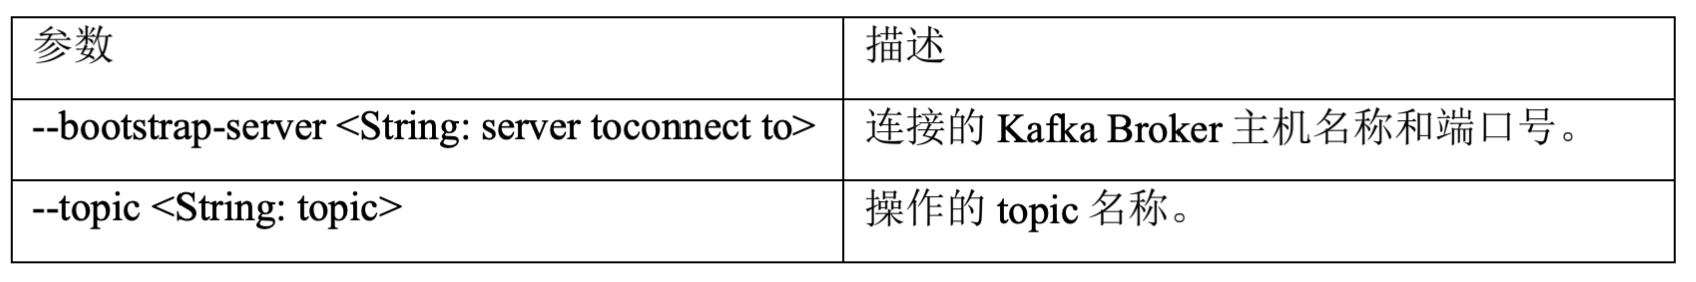 参数 描述
--bootstrap-server <String: server toconnect to> 连接的 Kafka Broker 主机名称和端口号。
--topic <String: topic> 操作的 topic 名称。